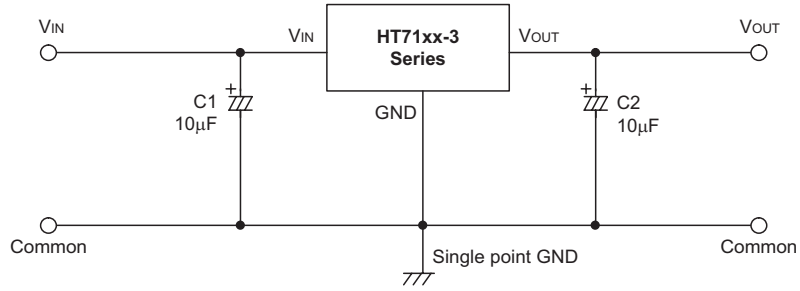 VIN
VIN
HT71xx-3
Series
VOUT
VOUT
+
C1
10μF
GND
+
C2
10μF
Common
Single point GND
Common